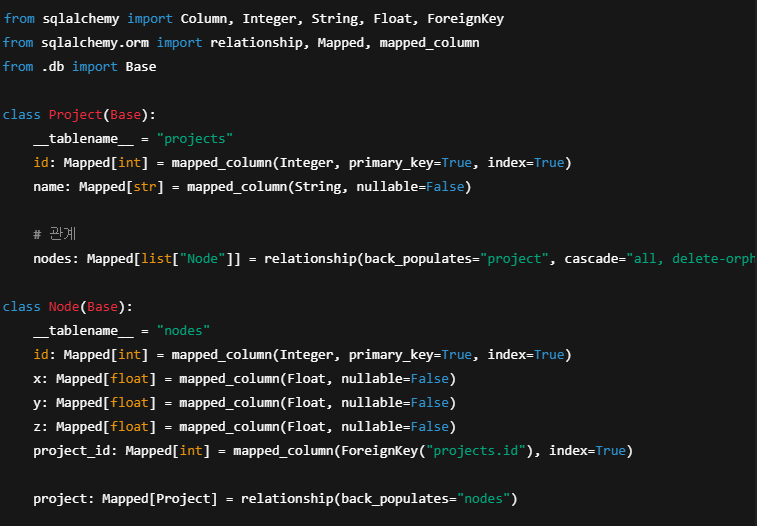 from sqlalchemy import Column, Integer, String, Float, ForeignKey
from sqlalchemy.orm import relationship, Mapped, mapped_column
from .db import Base

class Project(Base):
    __tablename__ = "projects"
    id: Mapped[int] = mapped_column(Integer, primary_key=True, index=True)
    name: Mapped[str] = mapped_column(String, nullable=False)

    # 관계
    nodes: Mapped[list["Node"]] = relationship(back_populates="project", cascade="all, delete-orph

class Node(Base):
    __tablename__ = "nodes"
    id: Mapped[int] = mapped_column(Integer, primary_key=True, index=True)
    x: Mapped[float] = mapped_column(Float, nullable=False)
    y: Mapped[float] = mapped_column(Float, nullable=False)
    z: Mapped[float] = mapped_column(Float, nullable=False)
    project_id: Mapped[int] = mapped_column(ForeignKey("projects.id"), index=True)

    project: Mapped[Project] = relationship(back_populates="nodes")